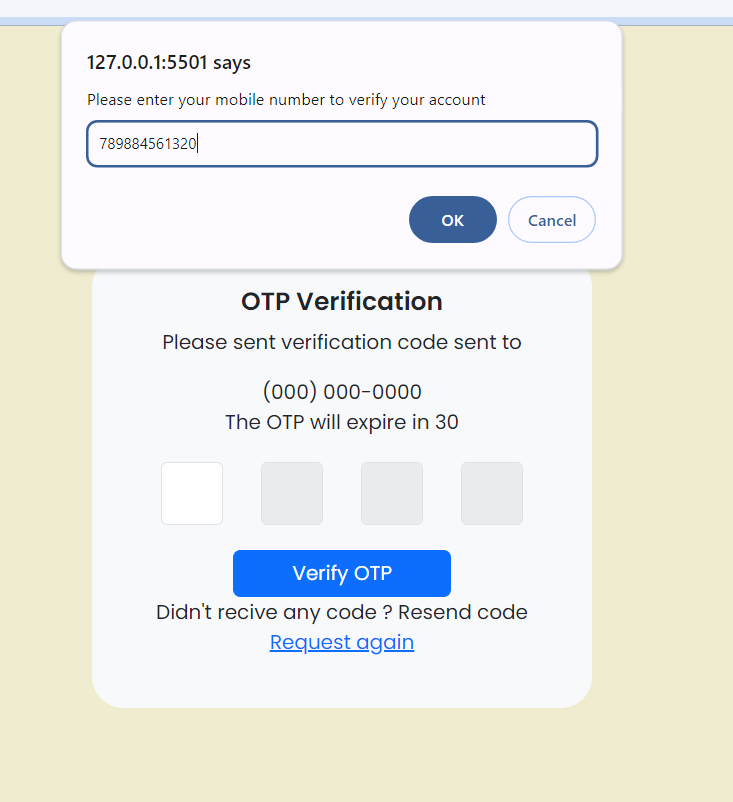 127.0.0.1:5501 says
Please enter your mobile number to verify your account
789884561320
OK
Cancel
OTP Verification
Please sent verification code sent to
(000) 000-0000
The OTP will expire in 30
Verify OTP
Didn't recive any code ? Resend code
Request again